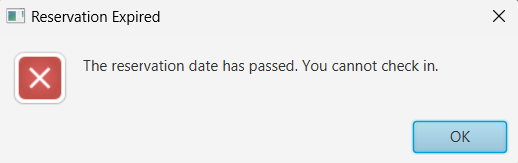 Reservation Expired
The reservation date has passed. You cannot check in.
OK